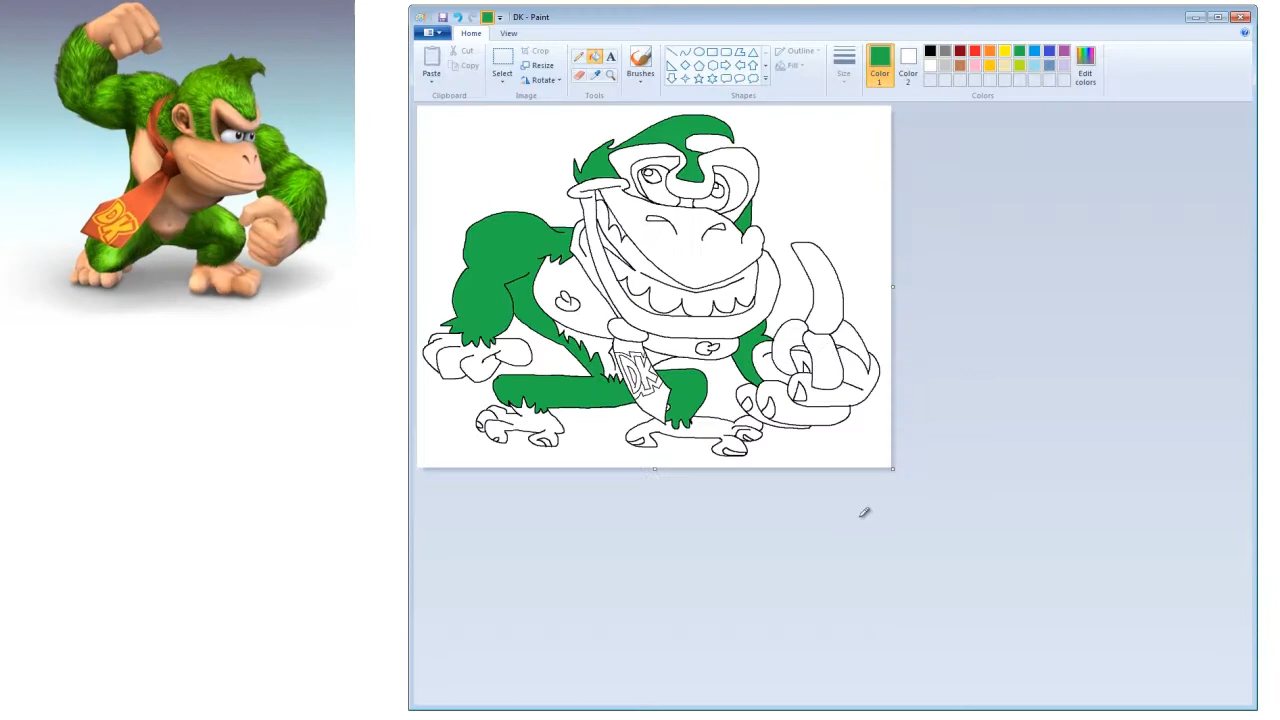 DK - Paint
Home
View
Paste
Cut
Copy
Clipboard
Select
Crop
Resize
Rotate
Image
Tools
Brushes
Shapes
Outline
Fill
Size
Color
1
Color
2
Edit
colors
Colors
A
DK
DK